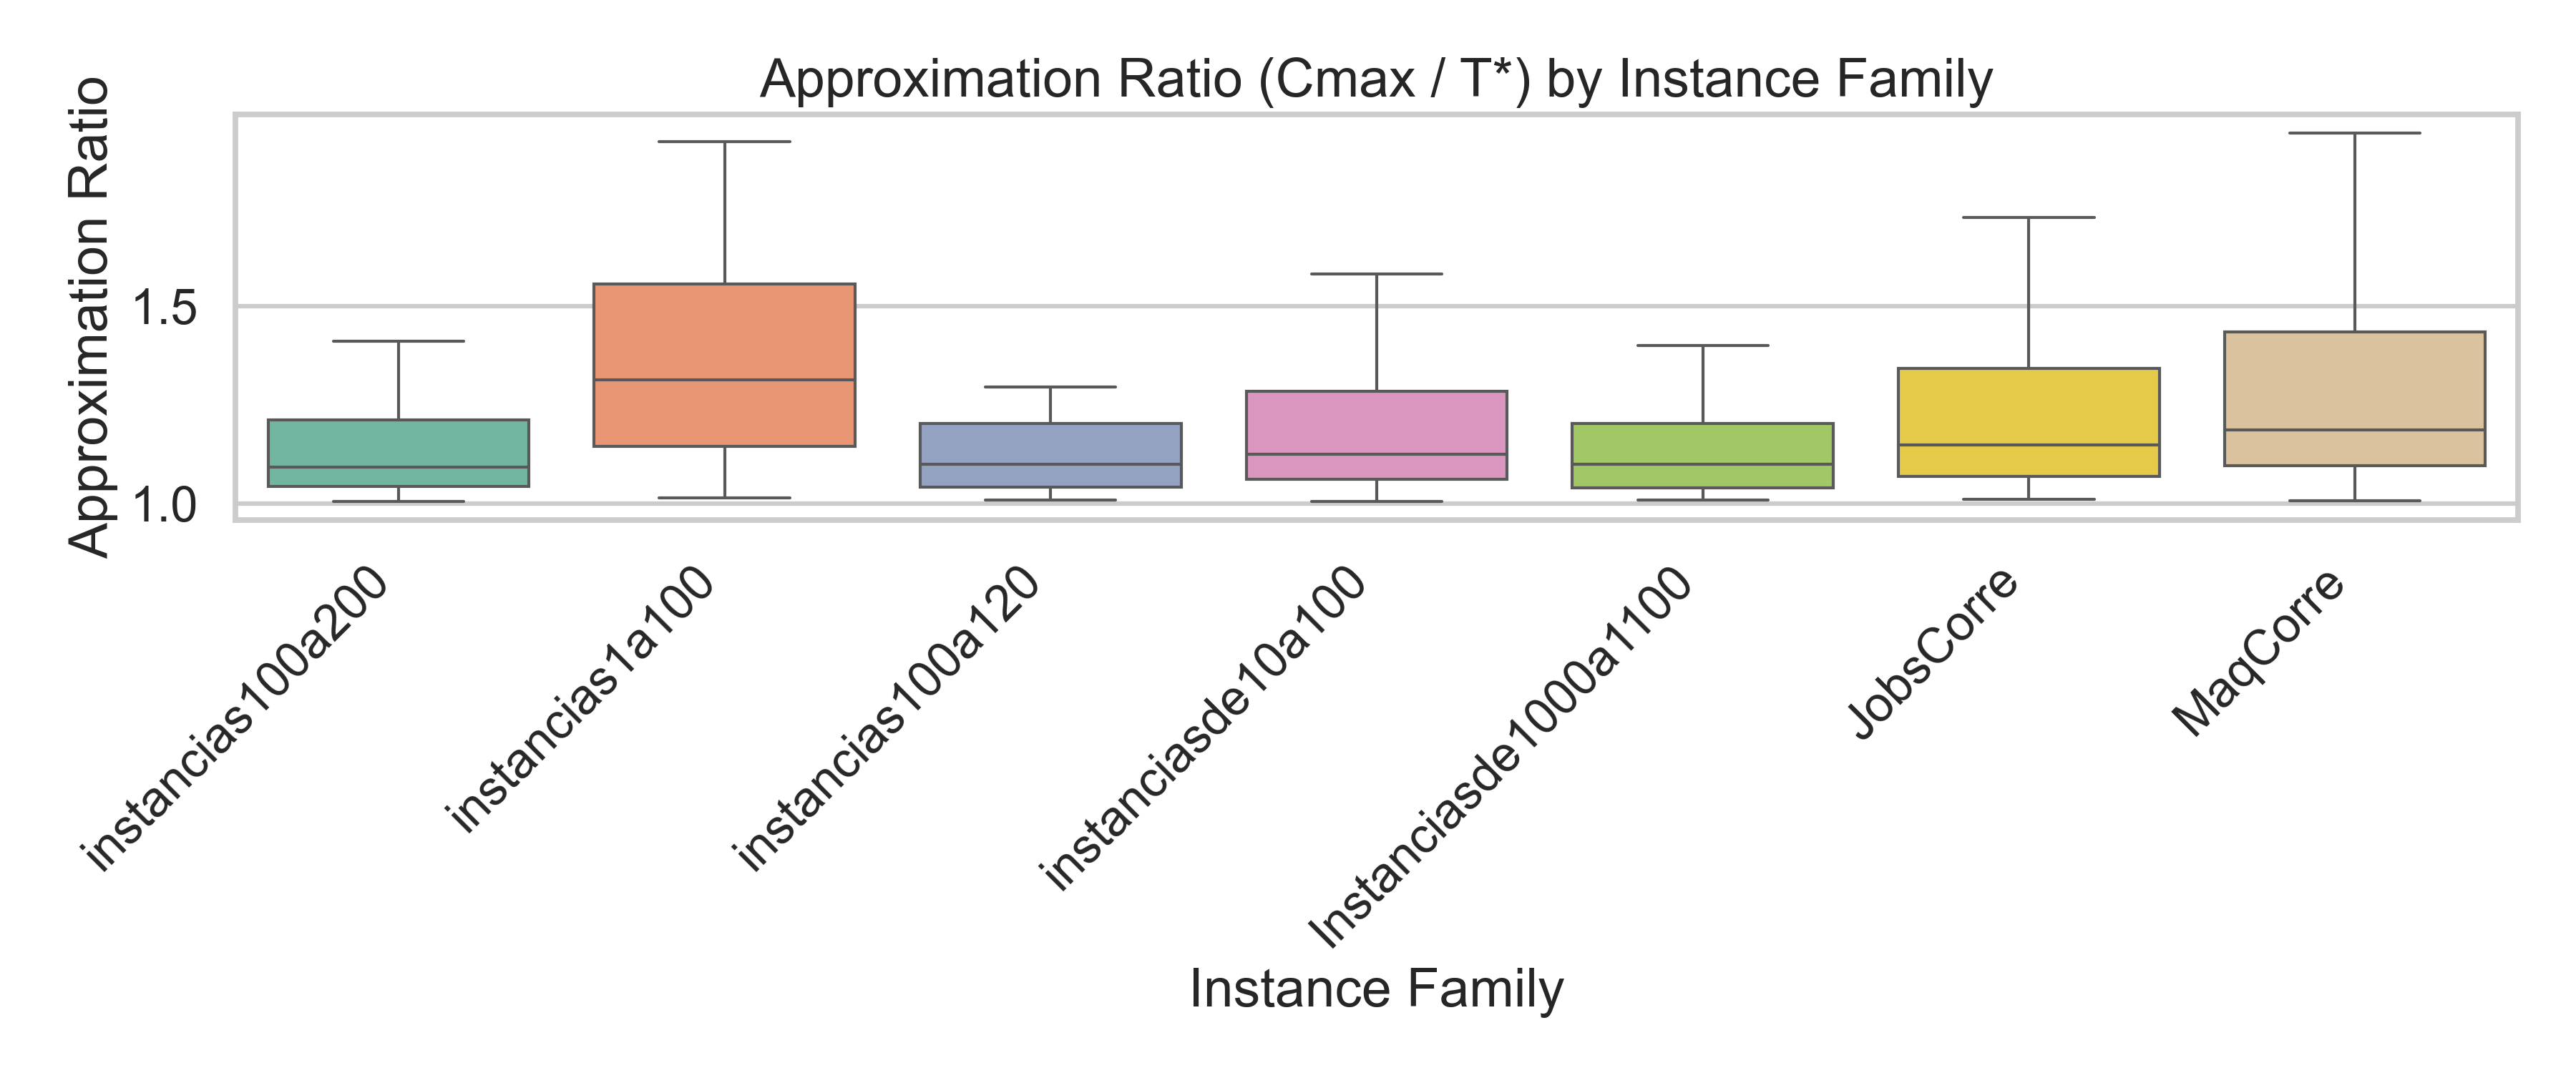 Approximation Ratio (Cmax / T*) by Instance Family
Approximation Ratio
1.5
1.0
instancias100a200
instancias1a100
instancias100a120
instanciasde10a100
Instanciasde1000a1100
JobsCorre
MaqCorre
Instance Family